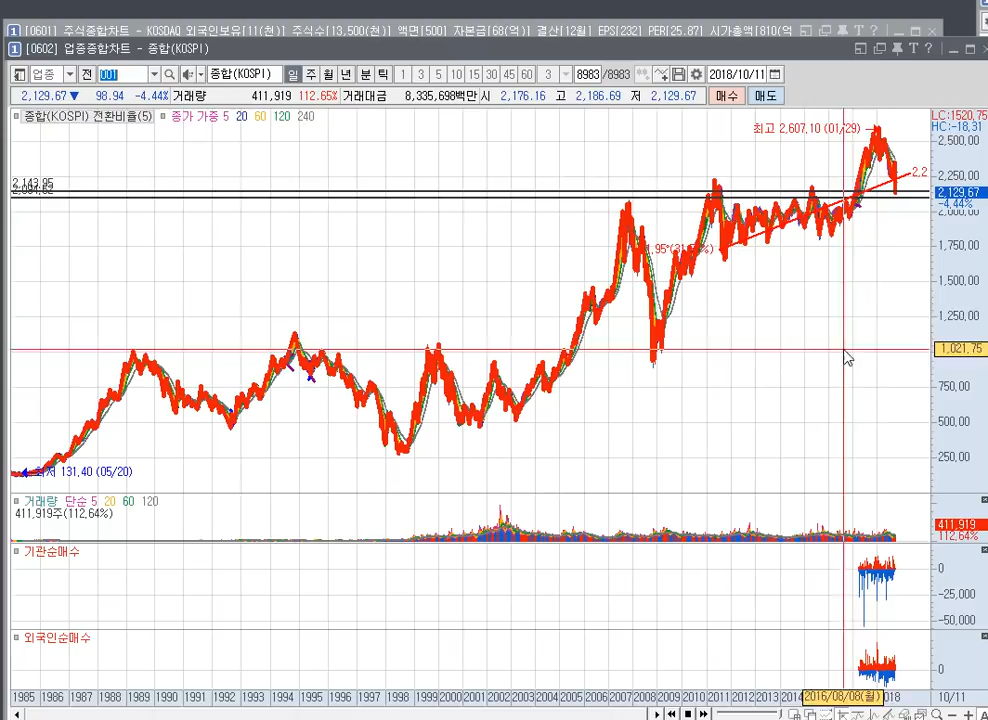 [0601] 주식종합차트 - KOSDAQ 외국인보유[11(천)] 주식수[13,500(천)] 액면[500] 자본금[68(억)] 결산[12월] EPS[232] PER[25.87] 시가총액[810(억
1 [0602] 업종종합차트 - 종합(KOSPI)
업종 전 001 종합(KOSPI) 일 주 월 년 분 틱 1 3 5 10 15 30 45 60 3 8983/8983 2018/10/11
2,129.67▼ 98.94 -4.44% 거래량 411,919 112.65% 거래대금 8,335,698백만 시 2,176.16 고 2,186.69 저 2,129.67 매수 매도
종합(KOSPI) 전환비율(5) 종가 가중 5 20 60 120 240
LC:1520.75
HC:-18.31
최고 2,607.10 (01/29)
2,500.00
2,250.00
2.2
2,143.95
2,129.67
-4.44%
2,000.00
1,750.00
1,500.00
1,250.00
1,021.75
750.00
500.00
250.00
최저 131.40 (05/20)
거래량 단순 5 20 60 120
411,919주(112.64%)
411,919
112.64%
기관순매수
0
-25,000
-50,000
외국인순매수
0
1985 1986 1987 1988 1989 1990 1991 1992 1993 1994 1995 1996 1997 1998 1999 2000 2001 2002 2003 2004 2005 2006 2007 2008 2009 2010 2011 2012 2013 2014 2016/08/08(월) 2018 10/11